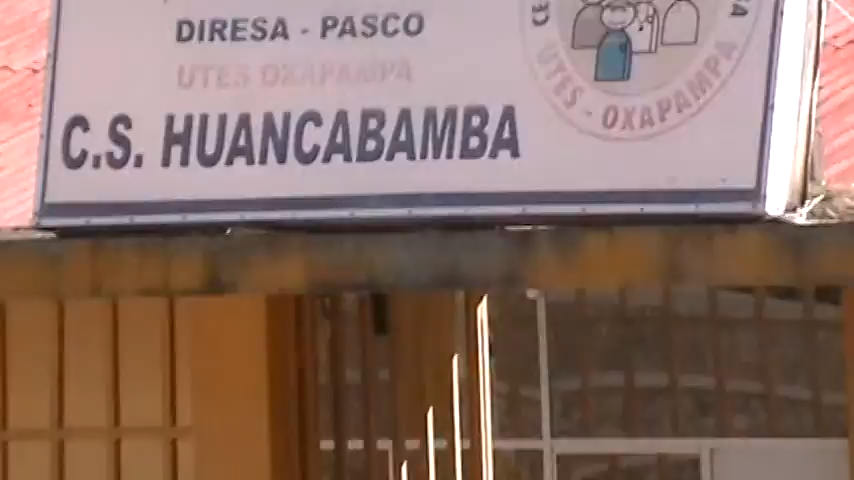 DIRESA - PASCO
UTES OXAPAMPA
C.S. HUANCABAMBA
UTES - OXAPAMPA